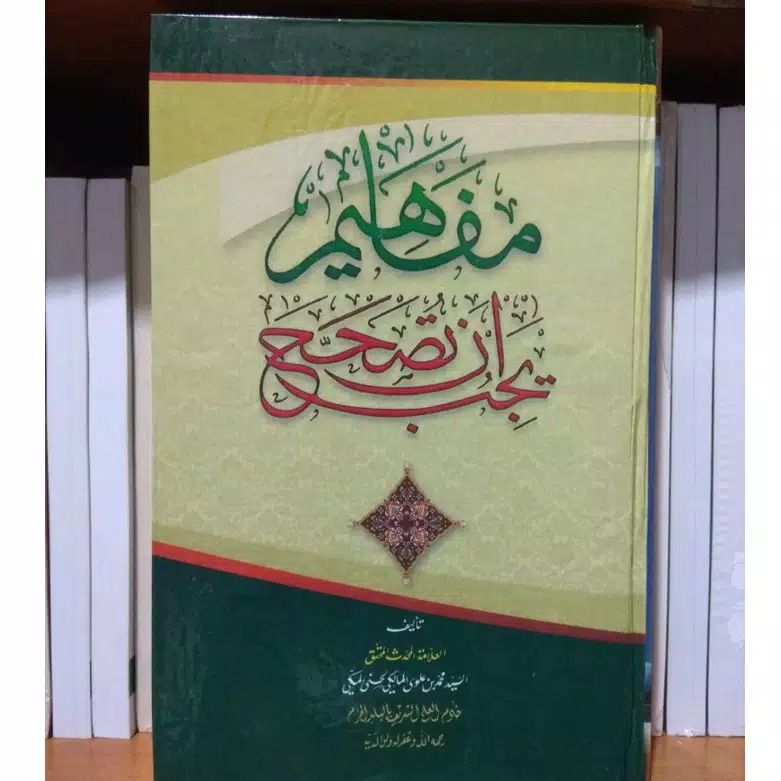 مفاهيم
يجب ان تصحح
تأليف
العلامة المحدث المحقق
السيد محمد بن علوي المالكي الحسني المكي
خادم العلم الشريف بالبلد الحرام
رحمه الله وغفر له ولوالديه